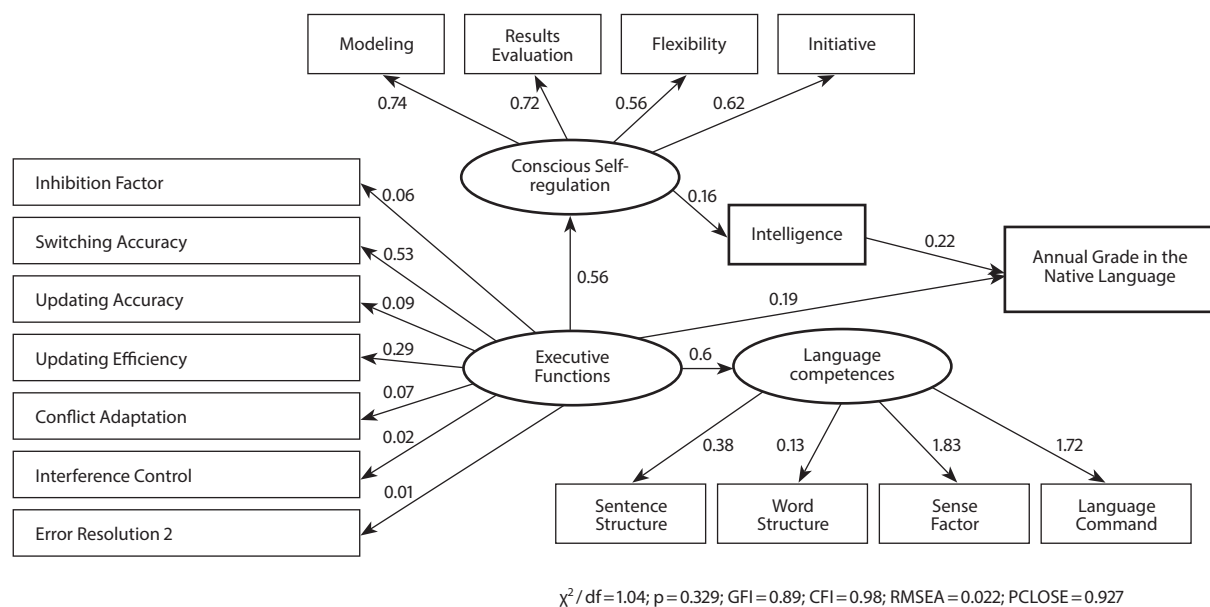 Modeling
Results
Evaluation
Flexibility
Initiative
0.74
0.72
0.56
0.62
Conscious Self-
regulation
Inhibition Factor
0.06
0.16
Switching Accuracy
0.53
Intelligence
0.22
Annual Grade in the
Native Language
Updating Accuracy
0.09
0.56
0.19
Updating Efficiency
0.29
Executive
Functions
0.6
Language
competences
Conflict Adaptation
0.07
0.02
0.38
0.13
1.83
1.72
Interference Control
0.01
Sentence
Structure
Word
Structure
Sense
Factor
Language
Command
Error Resolution 2
χ²/ df = 1.04; p = 0.329; GFI = 0.89; CFI = 0.98; RMSEA = 0.022; PCLOSE = 0.927